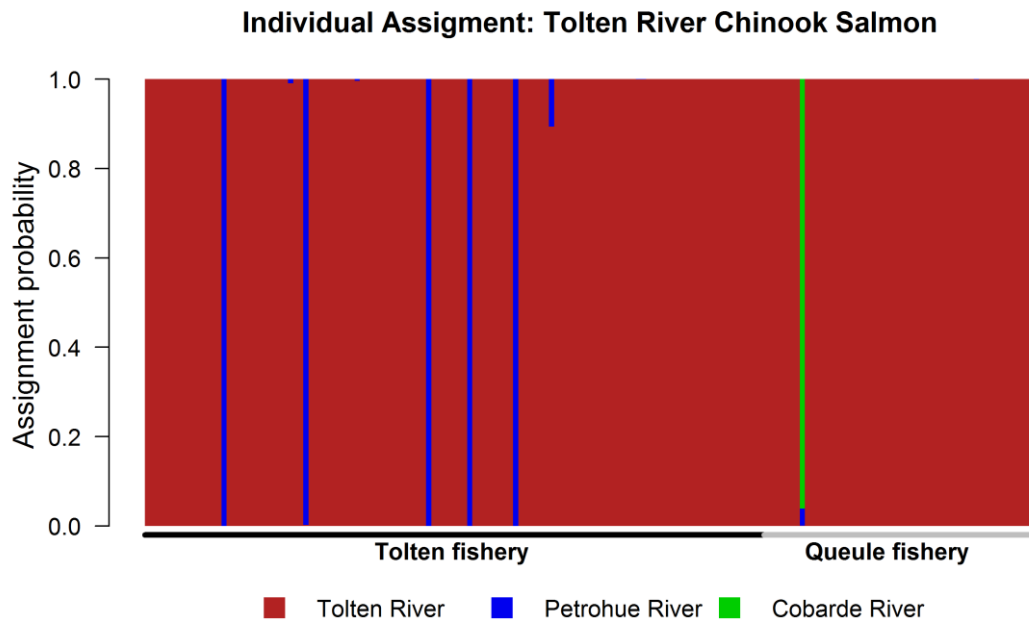 Individual Assigment: Tolten River Chinook Salmon
Assignment probability
1.0
0.8
0.6
0.4
0.2
0.0
Tolten fishery Queule fishery
Tolten River Petrohue River Cobarde River